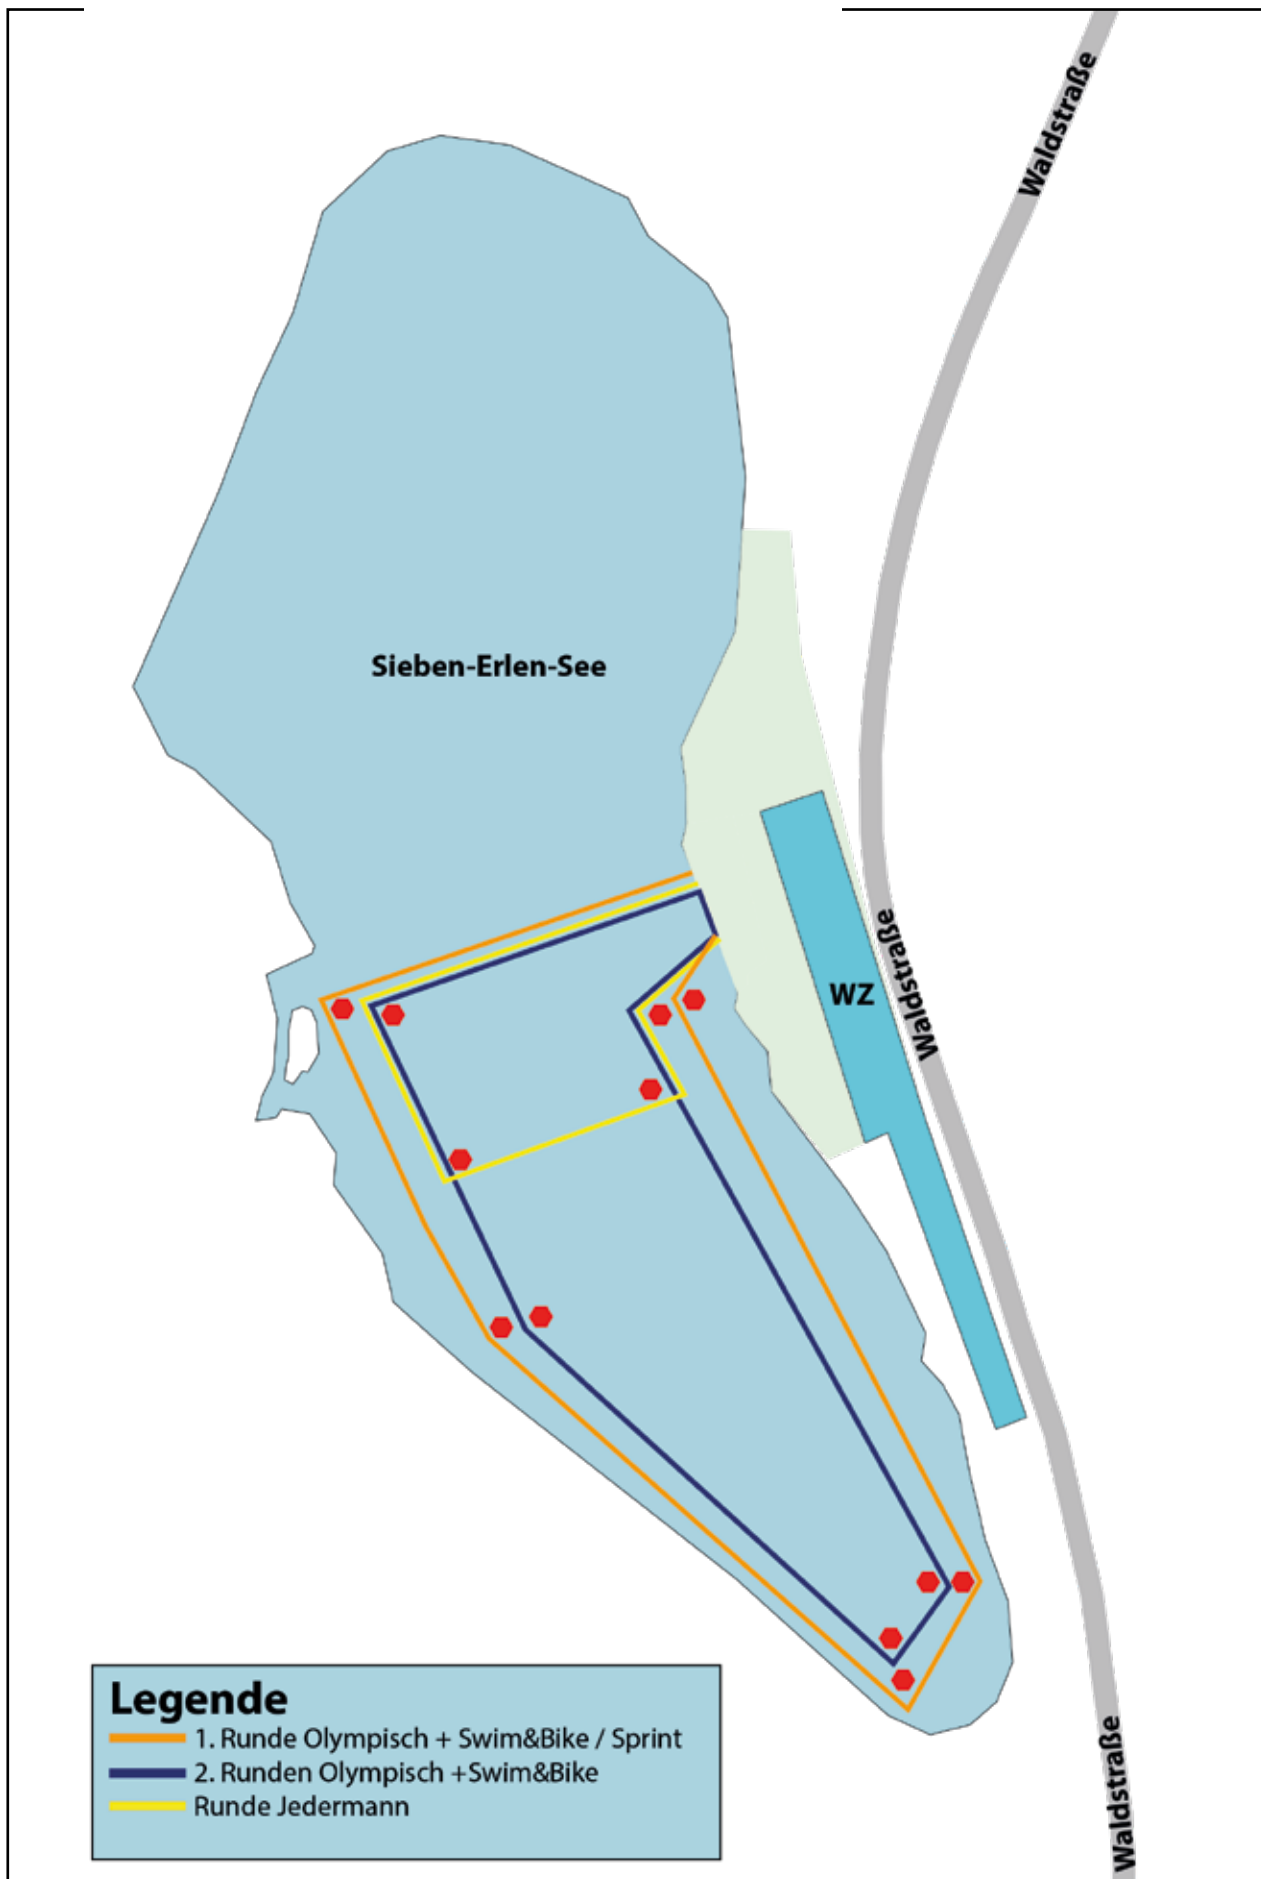 Waldstraße
Sieben-Erlen-See
Waldstraße
WZ
Legende
1. Runde Olympisch + Swim&Bike / Sprint
2. Runden Olympisch +Swim&Bike
Runde Jedermann
Waldstraße